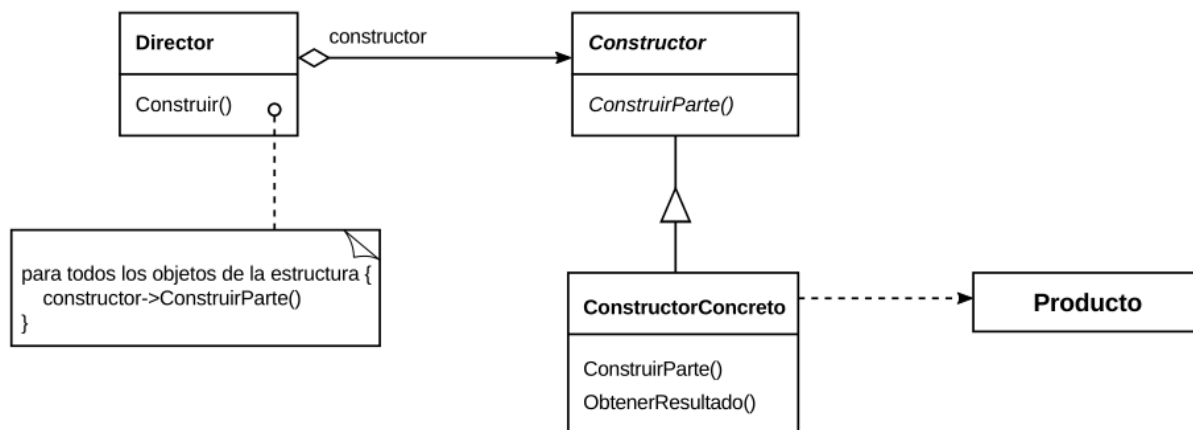 Director
Construir()
constructor
Constructor
ConstruirParte()
para todos los objetos de la estructura {
constructor->ConstruirParte()
}
ConstructorConcreto
ConstruirParte()
ObtenerResultado()
Producto